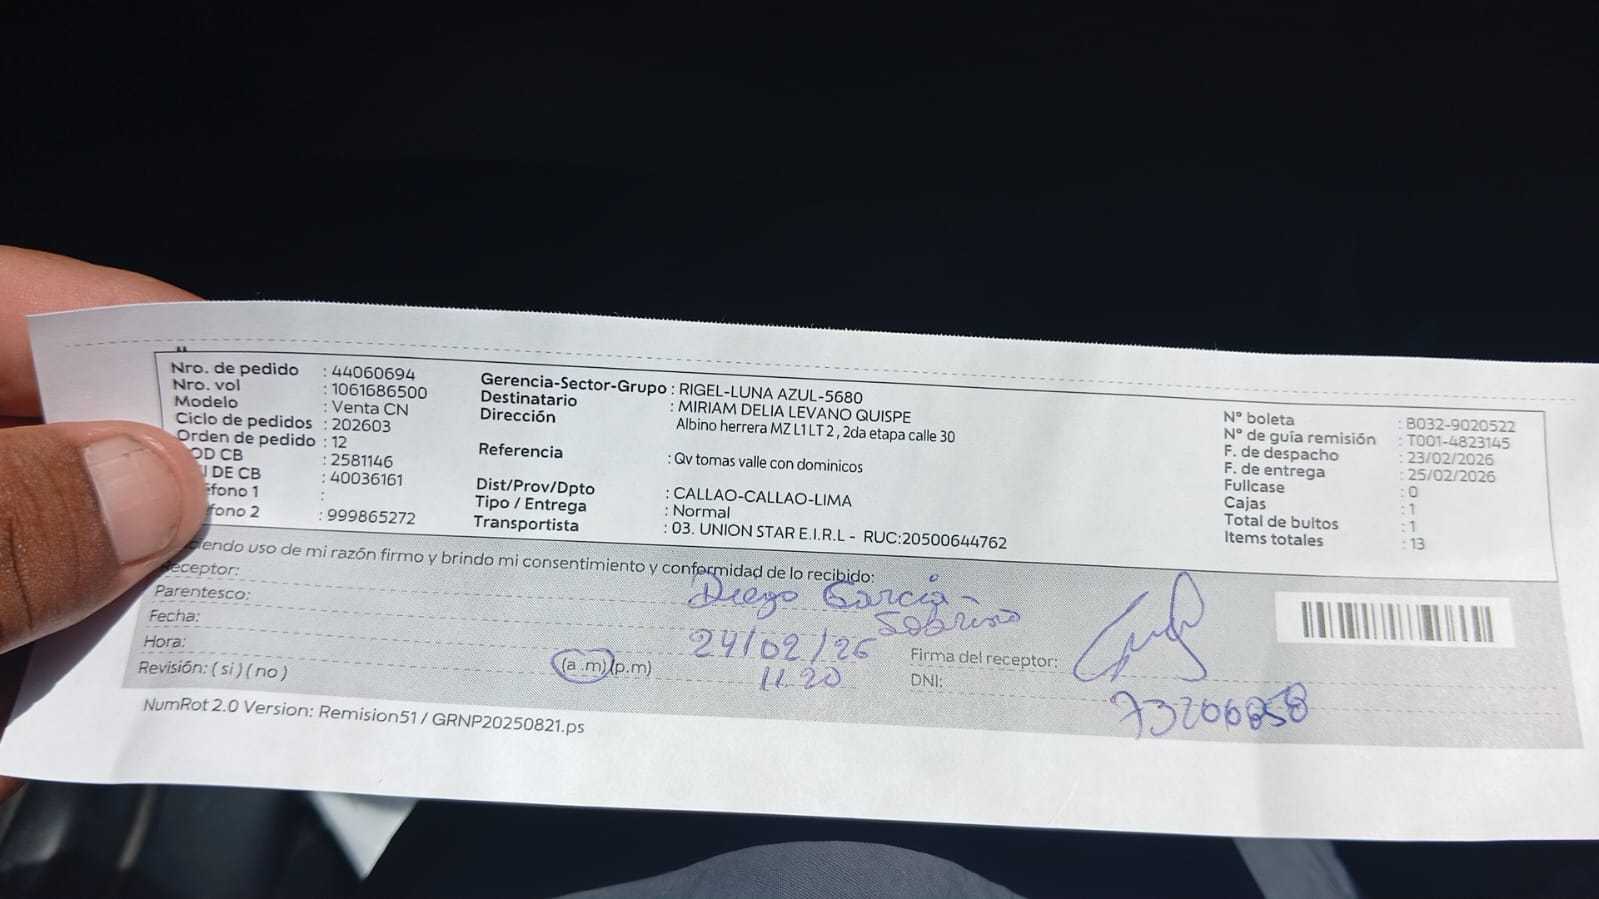 Nro. de pedido : 44060694
Nro. vol : 1061686500
Modelo : Venta CN
Ciclo de pedidos : 202603
Orden de pedido : 12
OD CB : 2581146
I DE CB : 40036161
éfono 1 :
fono 2 : 999865272
Gerencia-Sector-Grupo : RIGEL-LUNA AZUL-5680
Destinatario : MIRIAM DELIA LEVANO QUISPE
Dirección Albino herrera MZ L1 LT 2 , 2da etapa calle 30
Referencia : Qv tomas valle con dominicos
Dist/Prov/Dpto : CALLAO-CALLAO-LIMA
Tipo / Entrega : Normal
Transportista : 03. UNION STAR E.I.R.L - RUC:20500644762
N° boleta : B032-9020522
N° de guía remisión : T001-4823145
F. de despacho : 23/02/2026
F. de entrega : 25/02/2026
Fullcase : 0
Cajas : 1
Total de bultos : 1
Items totales : 13
ciendo uso de mi razón firmo y brindo mi consentimiento y conformidad de lo recibido:
Receptor: Diego Garcia -
Parentesco: Sobrino
Fecha: 24/02/26
Hora: (a.m)(p.m) 11 20
Revisión: ( si ) ( no )
Firma del receptor:
DNI:
NumRot 2.0 Version: Remision51 / GRNP20250821.ps